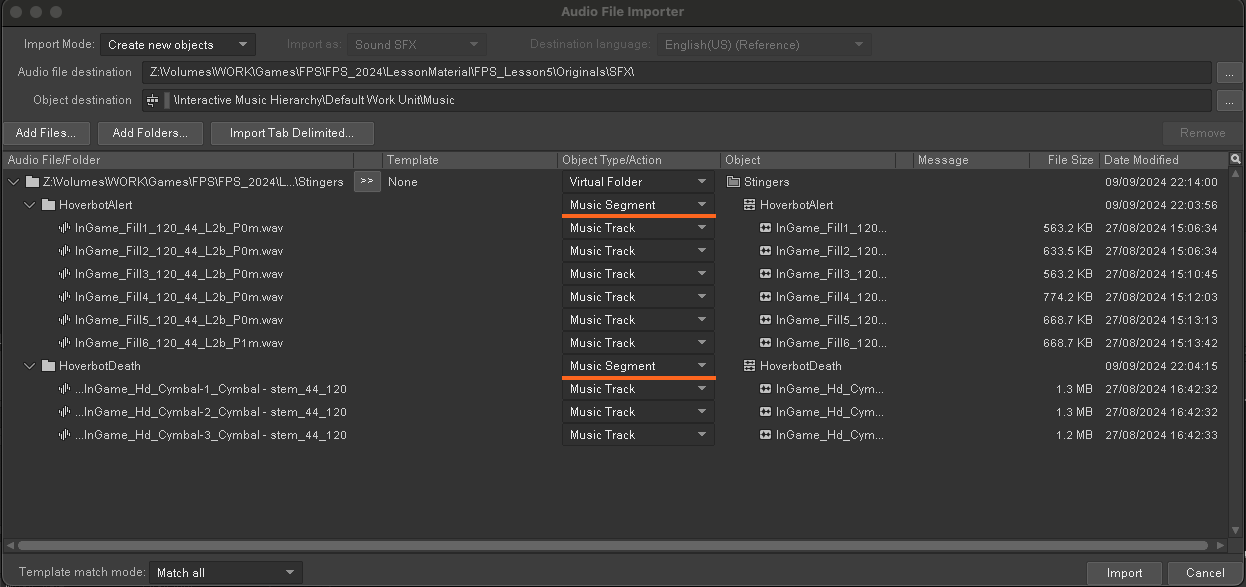 Audio File Importer
Import Mode: Create new objects Import as: Sound SFX Destination language: English(US) (Reference)
Audio file destination Z:\Volumes\WORK\Games\FPS\FPS_2024\LessonMaterial\FPS_Lesson5\Originals\SFX\ ...
Object destination \Interactive Music Hierarchy\Default Work Unit\Music ...
Add Files... Add Folders... Import Tab Delimited... Remove
Audio File/Folder Template Object Type/Action Object Message File Size Date Modified
Z:\Volumes\WORK\Games\FPS\FPS_2024\L...\Stingers >> None Virtual Folder Stingers 09/09/2024 22:14:00
HoverbotAlert Music Segment HoverbotAlert 09/09/2024 22:03:56
InGame_Fill1_120_44_L2b_P0m.wav Music Track InGame_Fill1_120... 563.2 KB 27/08/2024 15:06:34
InGame_Fill2_120_44_L2b_P0m.wav Music Track InGame_Fill2_120... 633.5 KB 27/08/2024 15:06:34
InGame_Fill3_120_44_L2b_P0m.wav Music Track InGame_Fill3_120... 563.2 KB 27/08/2024 15:10:45
InGame_Fill4_120_44_L2b_P0m.wav Music Track InGame_Fill4_120... 774.2 KB 27/08/2024 15:12:03
InGame_Fill5_120_44_L2b_P0m.wav Music Track InGame_Fill5_120... 668.7 KB 27/08/2024 15:13:13
InGame_Fill6_120_44_L2b_P1m.wav Music Track InGame_Fill6_120... 668.7 KB 27/08/2024 15:13:42
HoverbotDeath Music Segment HoverbotDeath 09/09/2024 22:04:15
...InGame_Hd_Cymbal-1_Cymbal - stem_44_120 Music Track InGame_Hd_Cym... 1.3 MB 27/08/2024 16:42:32
...InGame_Hd_Cymbal-2_Cymbal - stem_44_120 Music Track InGame_Hd_Cym... 1.3 MB 27/08/2024 16:42:32
...InGame_Hd_Cymbal-3_Cymbal - stem_44_120 Music Track InGame_Hd_Cym... 1.2 MB 27/08/2024 16:42:33
Template match mode: Match all Import Cancel